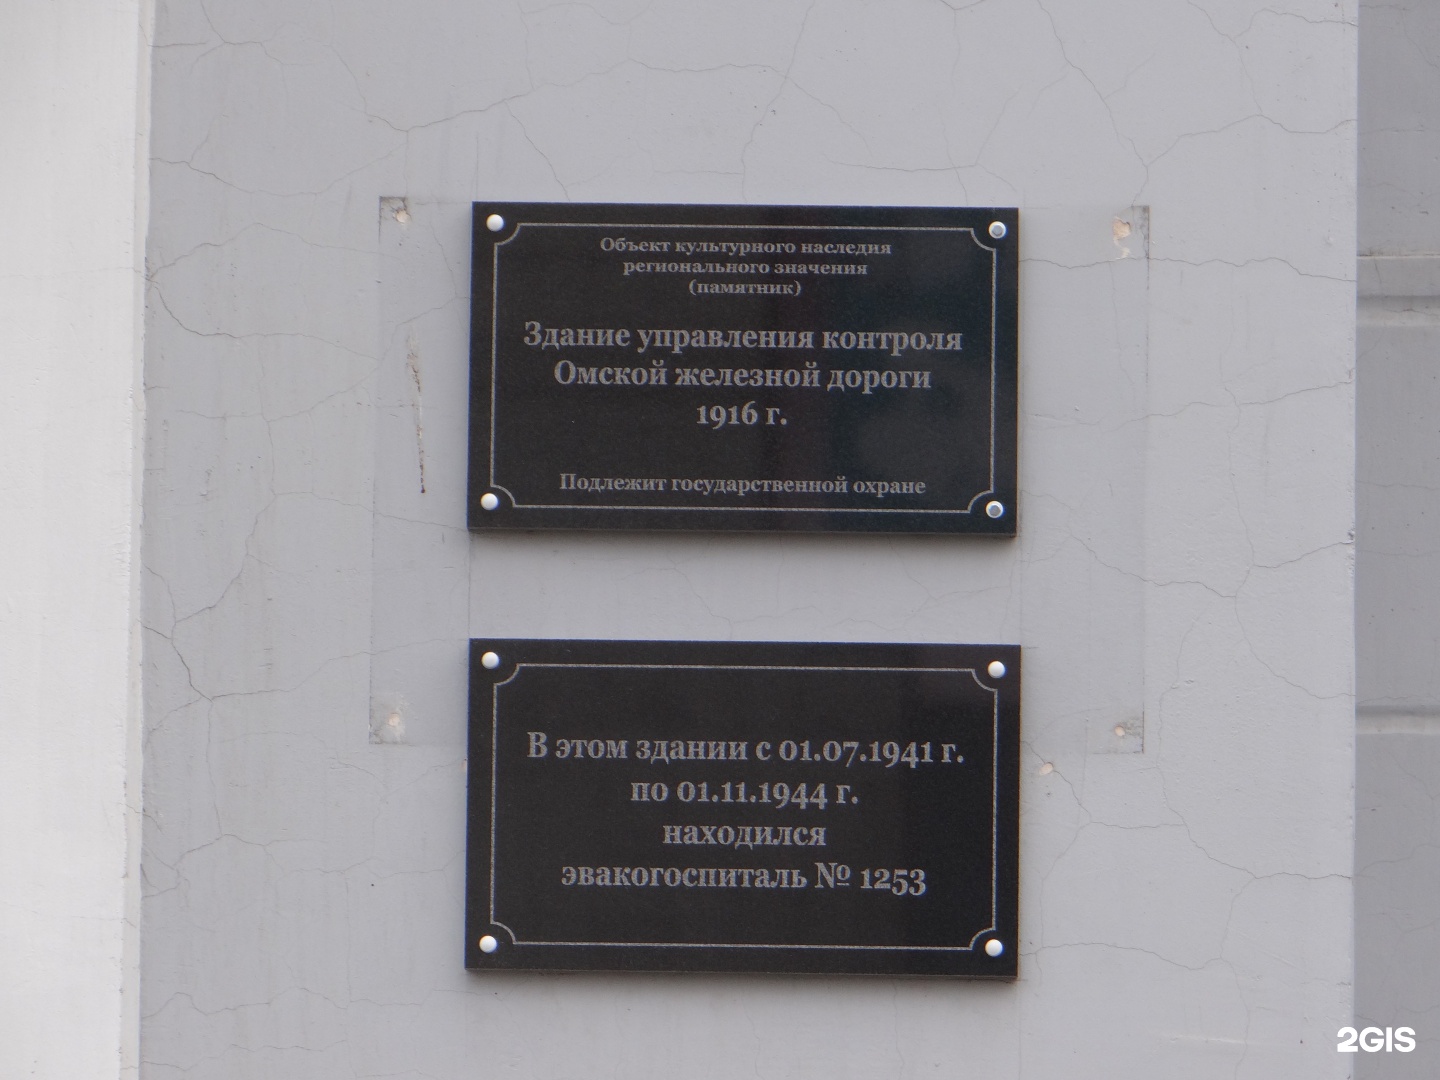 Объект культурного наследия
регионального значения
(памятник)
Здание управления контроля
Омской железной дороги
1916 г.
Подлежит государственной охране
В этом здании с 01.07.1941 г.
по 01.11.1944 г.
находился
эвакогоспиталь № 1253
2GIS